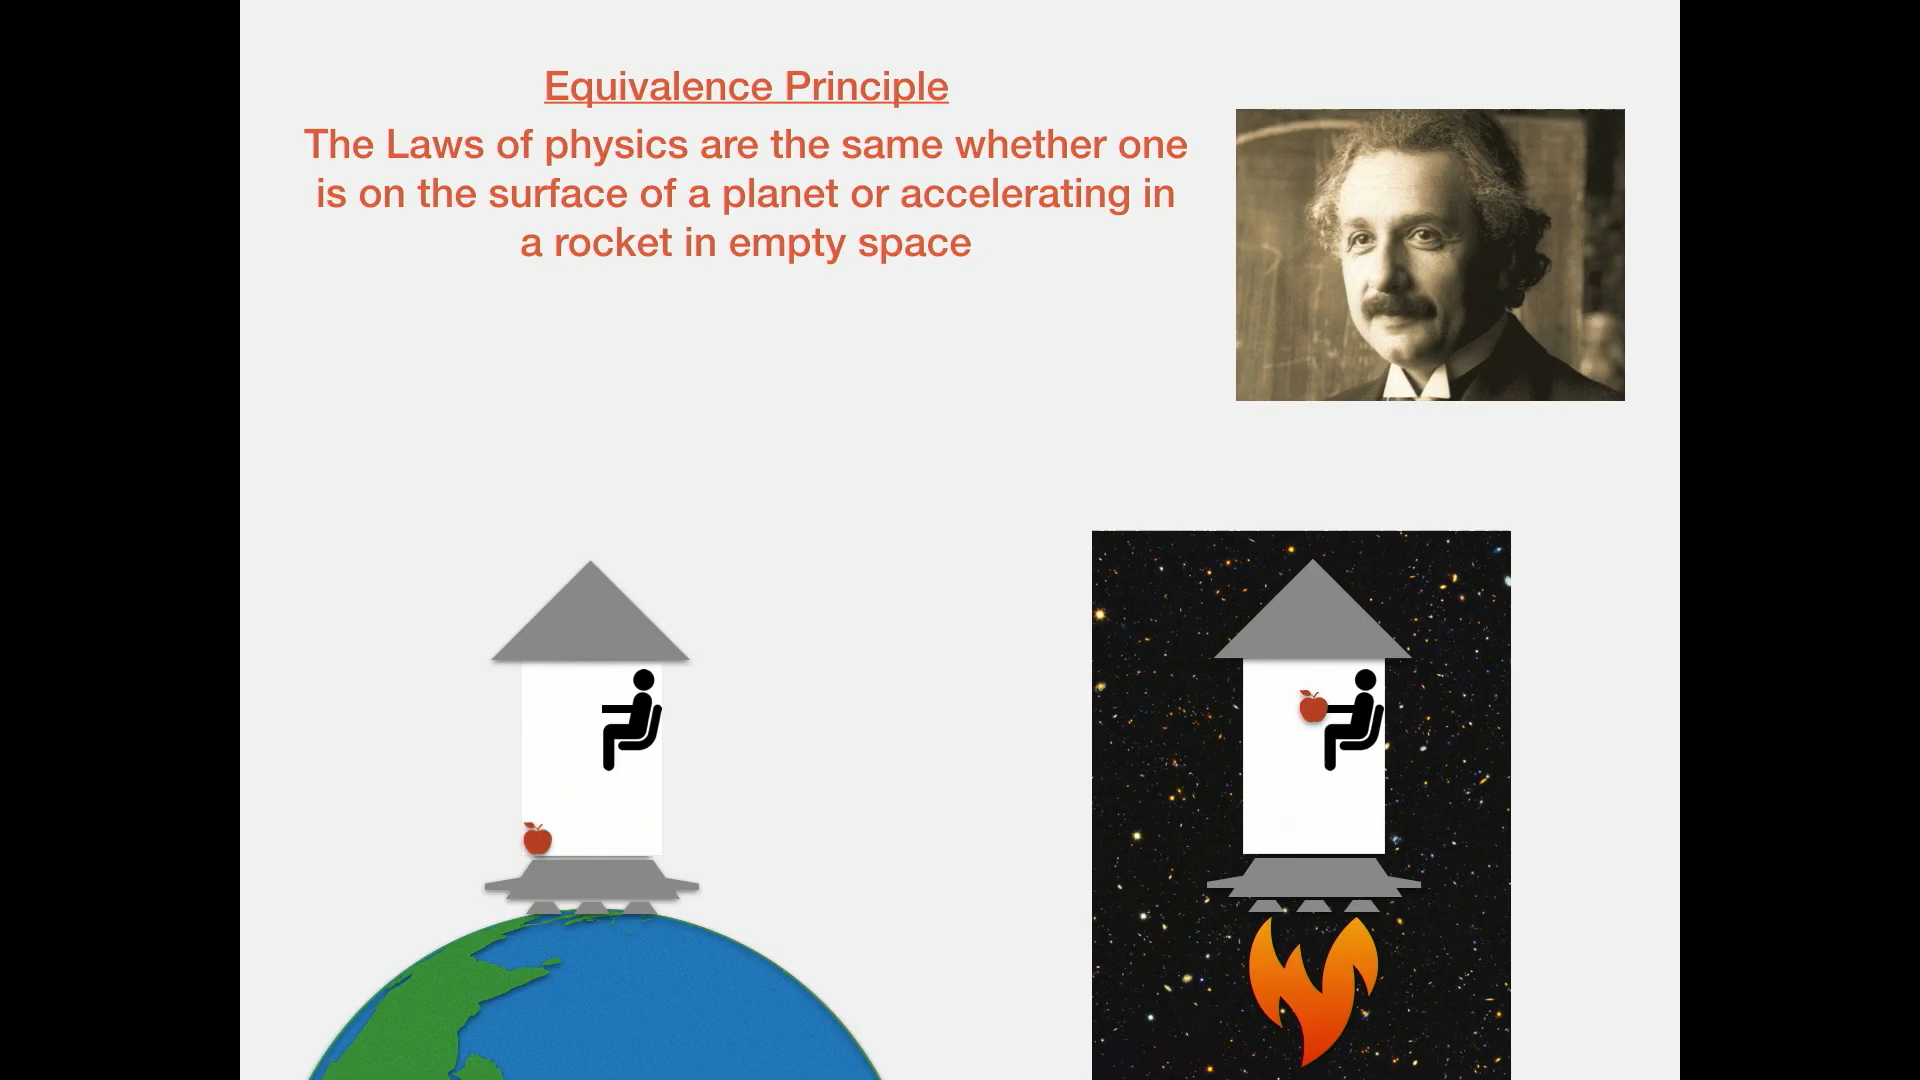 Equivalence Principle
The Laws of physics are the same whether one
is on the surface of a planet or accelerating in
a rocket in empty space